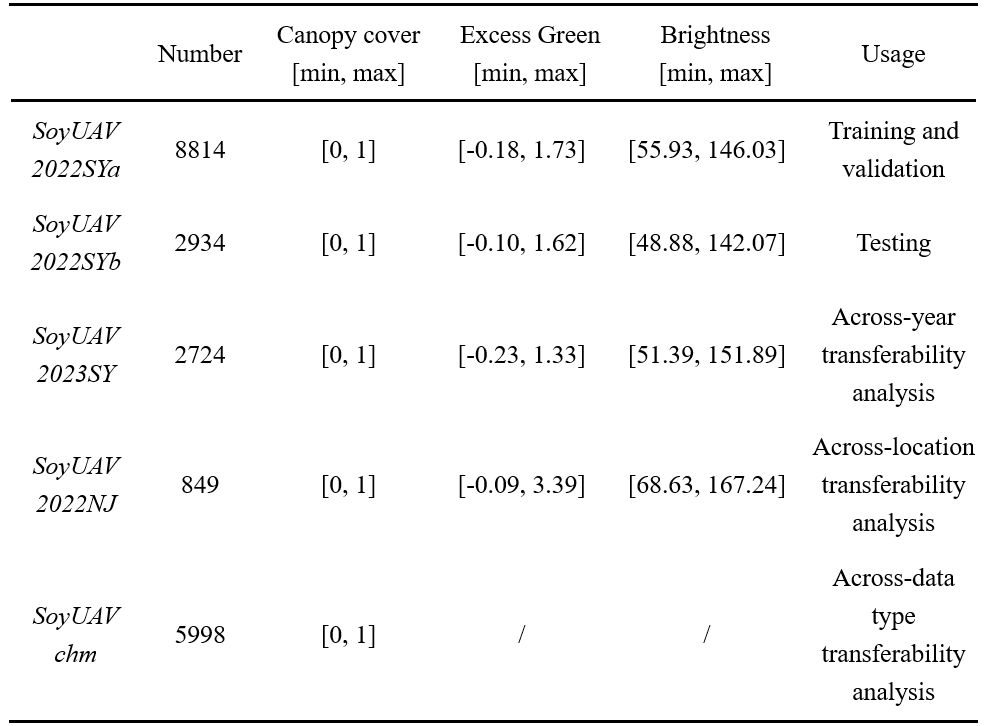 Number Canopy cover [min, max] Excess Green [min, max] Brightness [min, max] Usage
SoyUAV 2022SYa 8814 [0, 1] [-0.18, 1.73] [55.93, 146.03] Training and validation
SoyUAV 2022SYb 2934 [0, 1] [-0.10, 1.62] [48.88, 142.07] Testing
SoyUAV 2023SY 2724 [0, 1] [-0.23, 1.33] [51.39, 151.89] Across-year transferability analysis
SoyUAV 2022NJ 849 [0, 1] [-0.09, 3.39] [68.63, 167.24] Across-location transferability analysis
SoyUAV chm 5998 [0, 1] / / Across-data type transferability analysis